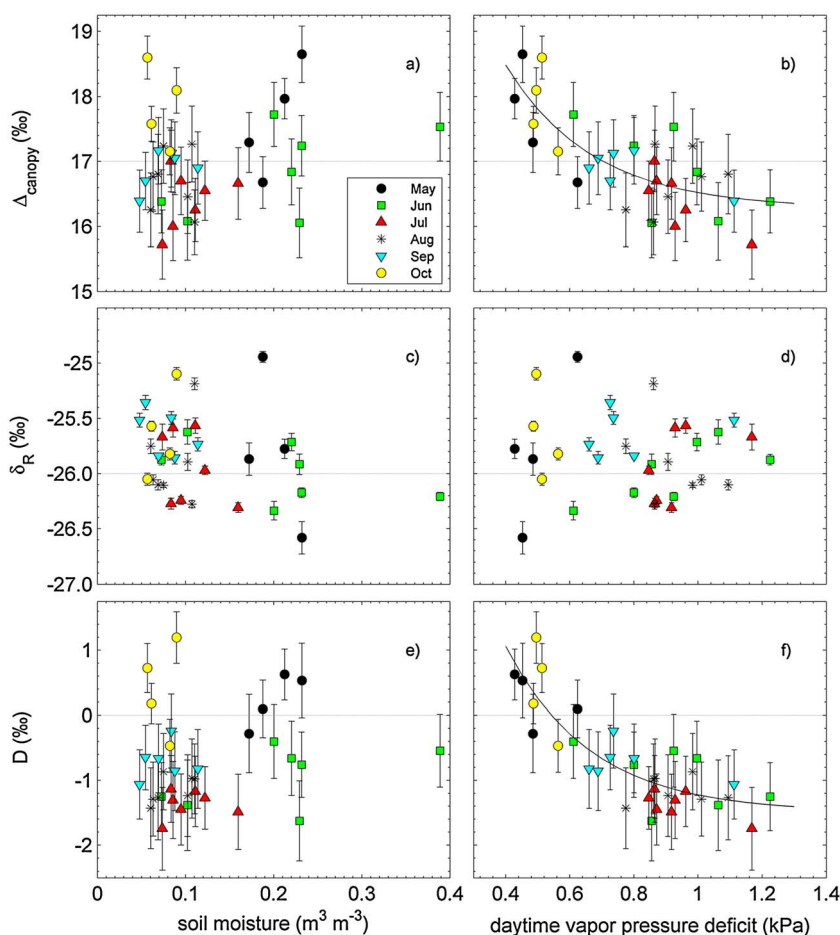 19
18
17
16
15
Δcanopy (‰)
a)
May
Jun
Jul
Aug
Sep
Oct
b)
-25
-25.5
-26.0
-26.5
-27.0
δR (‰)
c)
d)
1
0
-1
-2
D (‰)
e)
f)
0 0.1 0.2 0.3 0.4
soil moisture (m³ m⁻³)
0.4 0.6 0.8 1 1.2 1.4
daytime vapor pressure deficit (kPa)